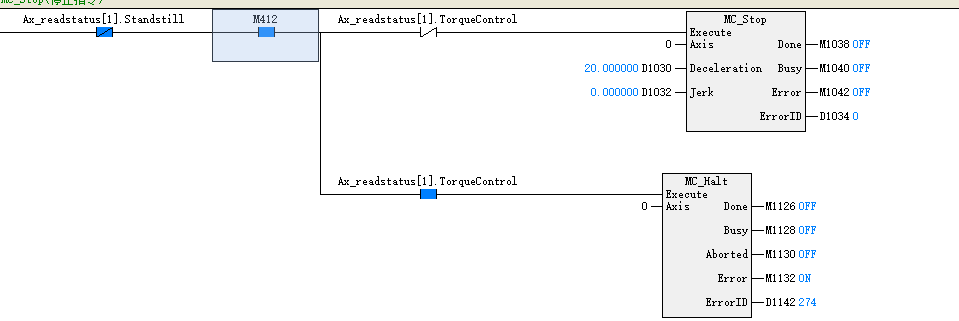 MC_Stop(停止指令)
Ax_readstatus[1].Standstill M412 Ax_readstatus[1].TorqueControl MC_Stop
Execute
0 Axis Done M1038 OFF
20.000000 D1030 Deceleration Busy M1040 OFF
0.000000 D1032 Jerk Error M1042 OFF
ErrorID D1034 0
Ax_readstatus[1].TorqueControl MC_Halt
Execute
0 Axis Done M1126 OFF
Busy M1128 OFF
Aborted M1130 OFF
Error M1132 ON
ErrorID D1142 274